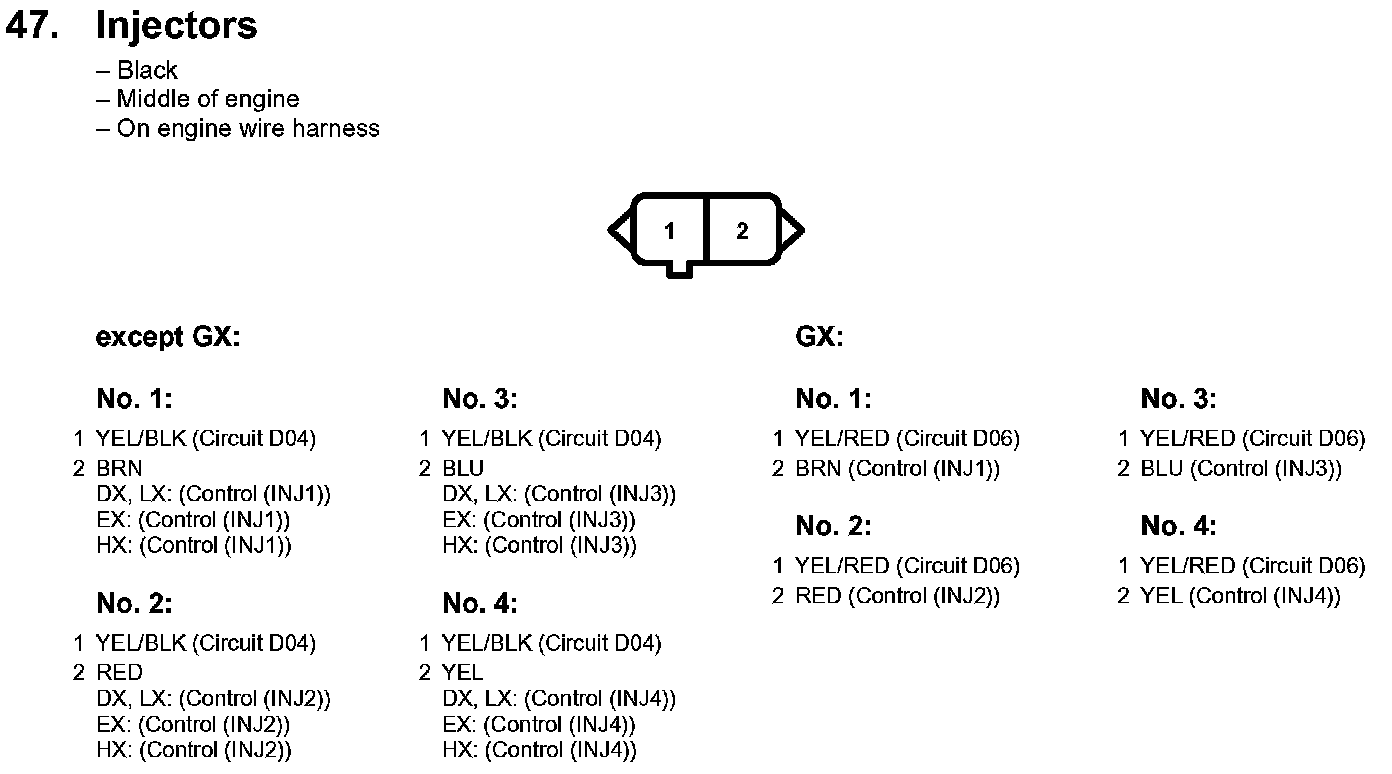 47. Injectors
– Black
– Middle of engine
– On engine wire harness
1 2
except GX:
No. 1:
1 YEL/BLK (Circuit D04)
2 BRN
DX, LX: (Control (INJ1))
EX: (Control (INJ1))
HX: (Control (INJ1))
No. 2:
1 YEL/BLK (Circuit D04)
2 RED
DX, LX: (Control (INJ2))
EX: (Control (INJ2))
HX: (Control (INJ2))
No. 3:
1 YEL/BLK (Circuit D04)
2 BLU
DX, LX: (Control (INJ3))
EX: (Control (INJ3))
HX: (Control (INJ3))
No. 4:
1 YEL/BLK (Circuit D04)
2 YEL
DX, LX: (Control (INJ4))
EX: (Control (INJ4))
HX: (Control (INJ4))
GX:
No. 1:
1 YEL/RED (Circuit D06)
2 BRN (Control (INJ1))
No. 2:
1 YEL/RED (Circuit D06)
2 RED (Control (INJ2))
No. 3:
1 YEL/RED (Circuit D06)
2 BLU (Control (INJ3))
No. 4:
1 YEL/RED (Circuit D06)
2 YEL (Control (INJ4))